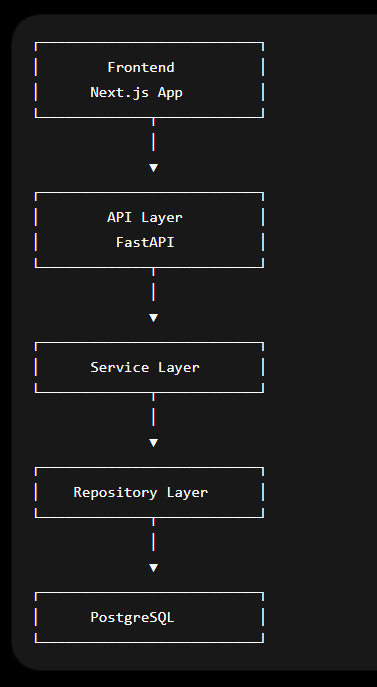 Frontend
Next.js App
API Layer
FastAPI
Service Layer
Repository Layer
PostgreSQL